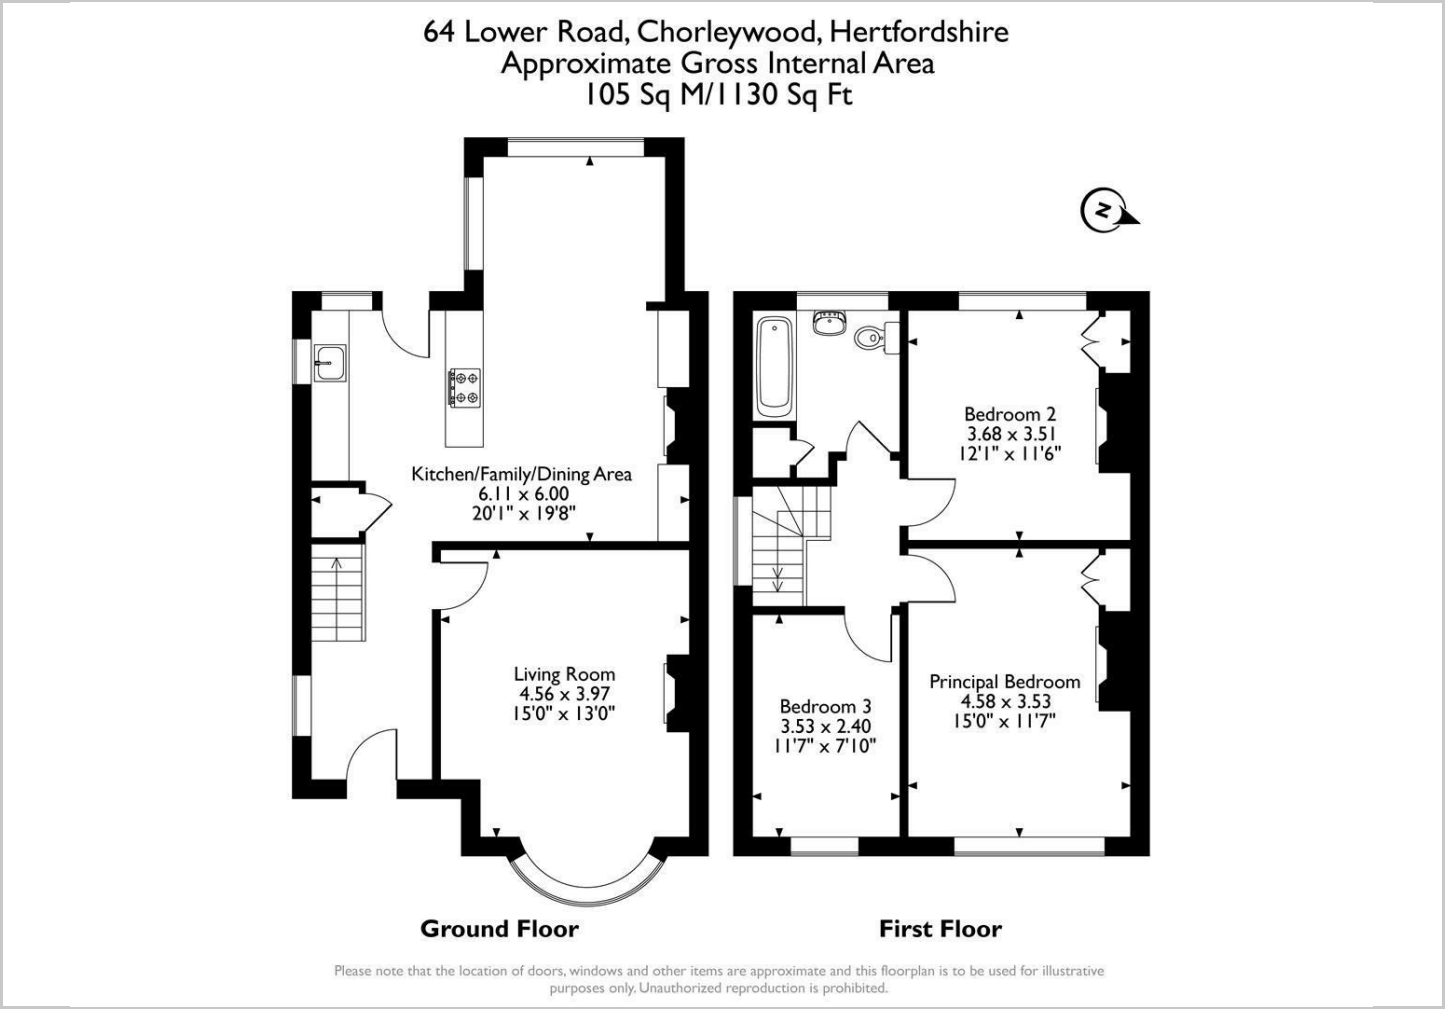 64 Lower Road, Chorleywood, Hertfordshire
Approximate Gross Internal Area
105 Sq M/1130 Sq Ft
N
Kitchen/Family/Dining Area
6.11 x 6.00
20'1" x 19'8"
Living Room
4.56 x 3.97
15'0" x 13'0"
Bedroom 2
3.68 x 3.51
12'1" x 11'6"
Principal Bedroom
4.58 x 3.53
15'0" x 11'7"
Bedroom 3
3.53 x 2.40
11'7" x 7'10"
Ground Floor
First Floor
Please note that the location of doors, windows and other items are approximate and this floorplan is to be used for illustrative
purposes only. Unauthorized reproduction is prohibited.